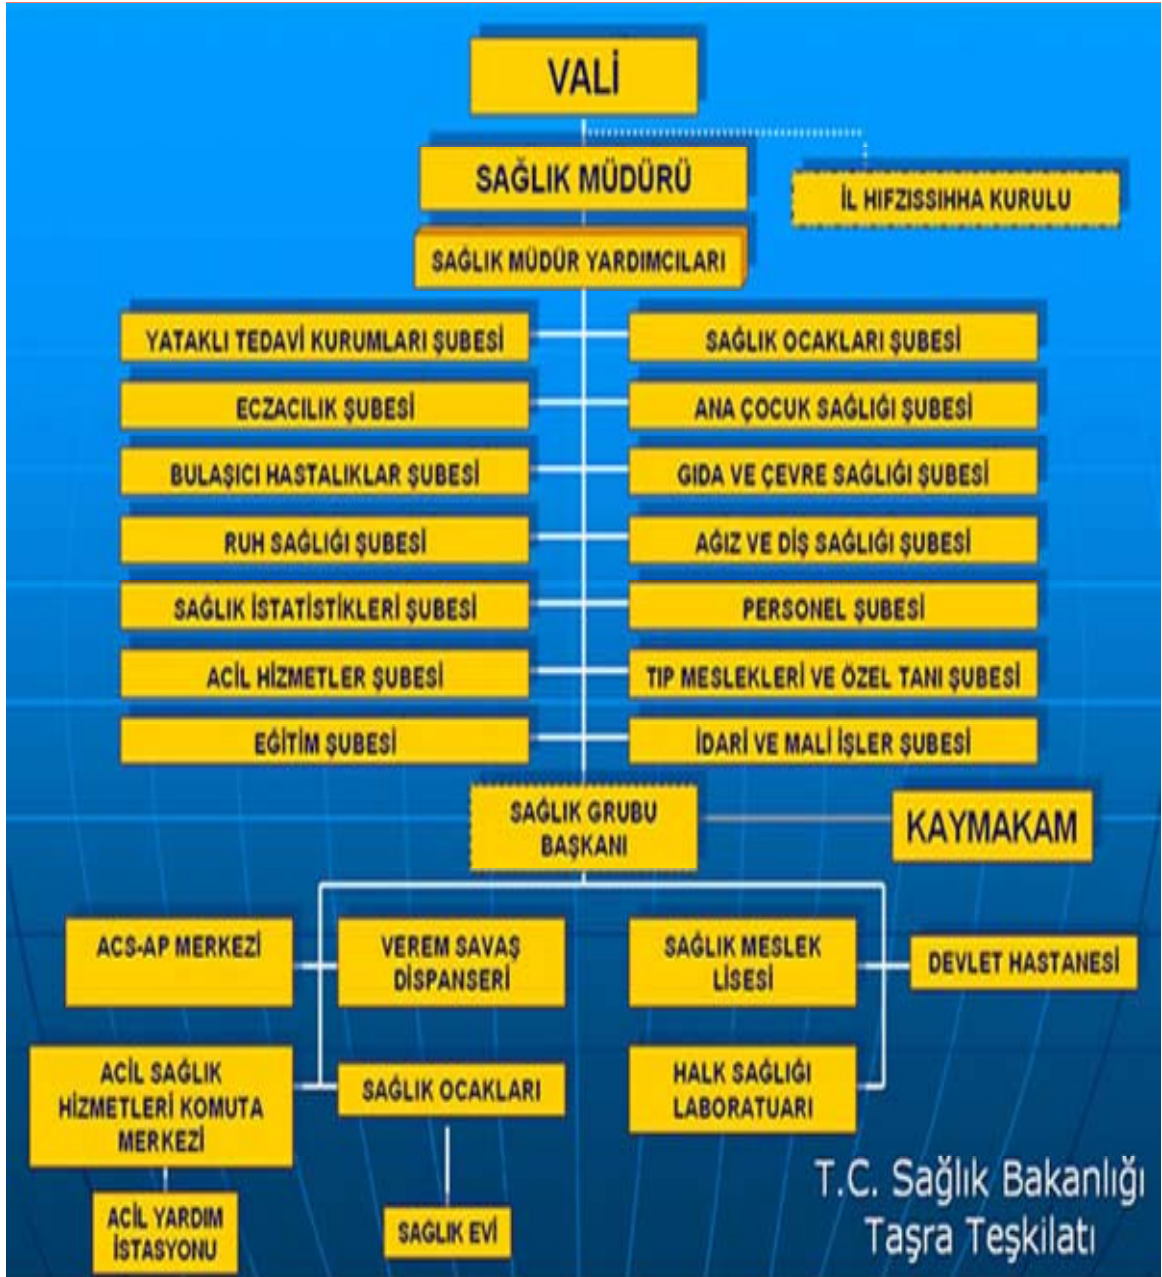 VALİ
SAĞLIK MÜDÜRÜ
İL HIFZISSIHHA KURULU
SAĞLIK MÜDÜR YARDIMCILARI
YATAKLI TEDAVİ KURUMLARI ŞUBESİ
SAĞLIK OCAKLARI ŞUBESİ
ECZACILIK ŞUBESİ
ANA ÇOCUK SAĞLIĞI ŞUBESİ
BULAŞICI HASTALIKLAR ŞUBESİ
GIDA VE ÇEVRE SAĞLIĞI ŞUBESİ
RUH SAĞLIĞI ŞUBESİ
AĞIZ VE DİŞ SAĞLIĞI ŞUBESİ
SAĞLIK İSTATİSTİKLERİ ŞUBESİ
PERSONEL ŞUBESİ
ACİL HİZMETLER ŞUBESİ
TIP MESLEKLERİ VE ÖZEL TANI ŞUBESİ
EĞİTİM ŞUBESİ
İDARİ VE MALİ İŞLER ŞUBESİ
SAĞLIK GRUBU
BAŞKANI
KAYMAKAM
ACS-AP MERKEZİ
VEREM SAVAŞ
DİSPANSERİ
SAĞLIK MESLEK
LİSESİ
DEVLET HASTANESİ
ACİL SAĞLIK
HİZMETLERİ KOMUTA
MERKEZİ
SAĞLIK OCAKLARI
HALK SAĞLIĞI
LABORATUARI
ACİL YARDIM
İSTASYONU
SAĞLIK EVİ
T.C. Sağlık Bakanlığı
Taşra Teşkilatı